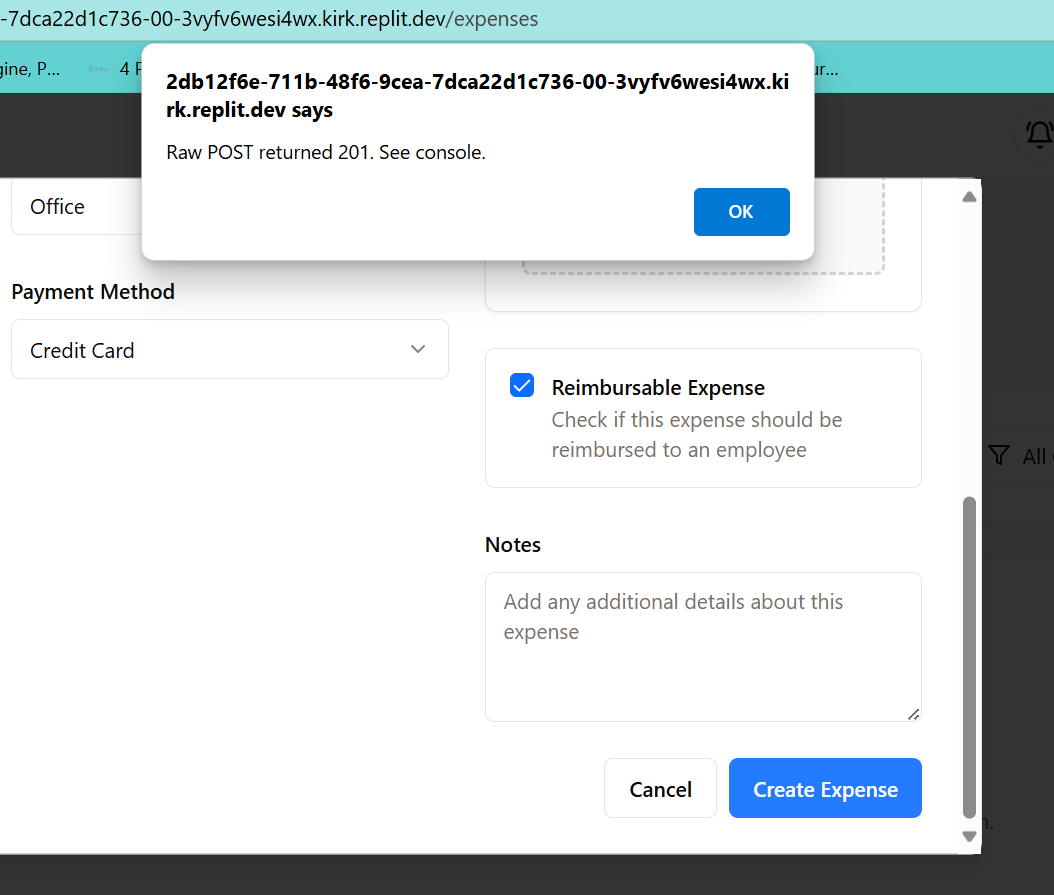 -7dca22d1c736-00-3vyfv6wesi4wx.kirk.replit.dev/expenses
gine, P...
4 P
ur...
2db12f6e-711b-48f6-9cea-7dca22d1c736-00-3vyfv6wesi4wx.ki
rk.replit.dev says
Raw POST returned 201. See console.
OK
Office
Payment Method
Credit Card
Reimbursable Expense
Check if this expense should be
reimbursed to an employee
All
Notes
Add any additional details about this
expense
Cancel
Create Expense